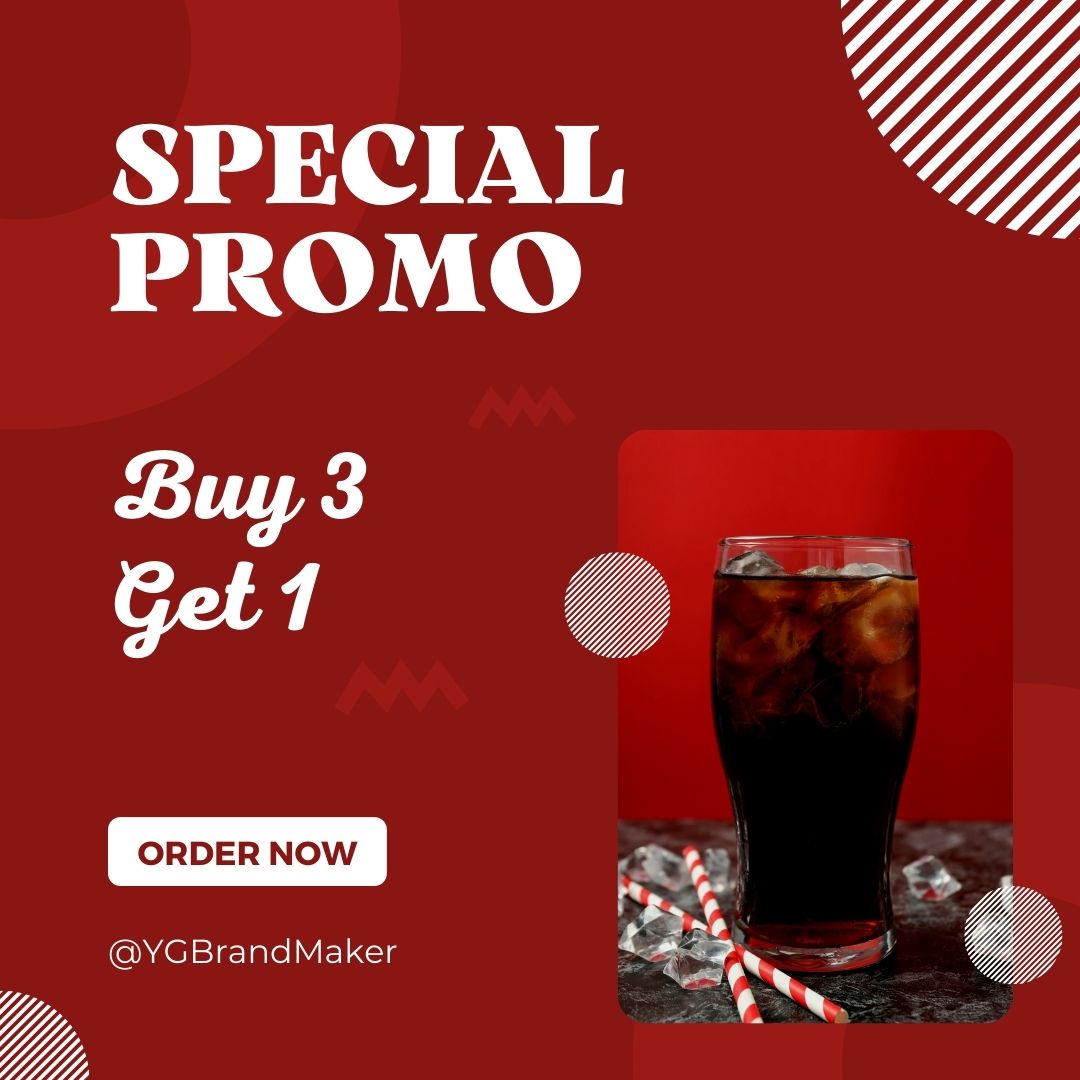 SPECIAL
PROMO
Buy 3
Get 1
ORDER NOW
@YGBrandMaker